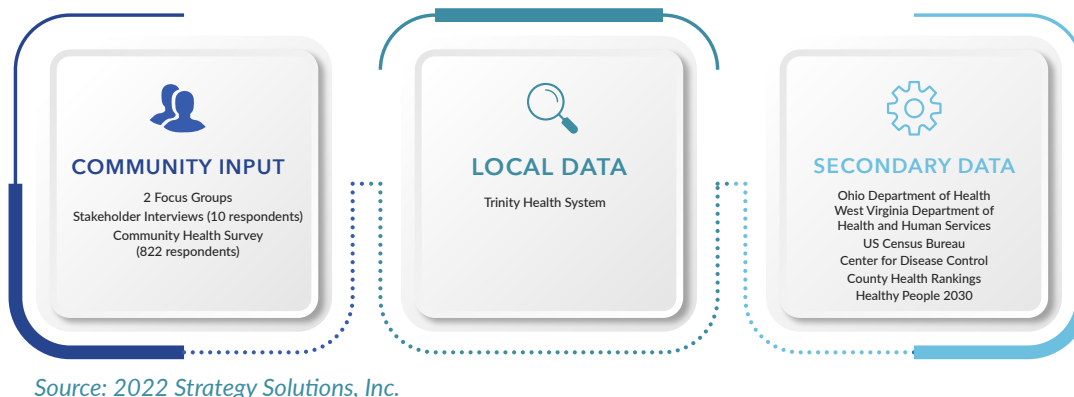 COMMUNITY INPUT
2 Focus Groups
Stakeholder Interviews (10 respondents)
Community Health Survey
(822 respondents)
LOCAL DATA
Trinity Health System
SECONDARY DATA
Ohio Department of Health
West Virginia Department of
Health and Human Services
US Census Bureau
Center for Disease Control
County Health Rankings
Healthy People 2030
Source: 2022 Strategy Solutions, Inc.